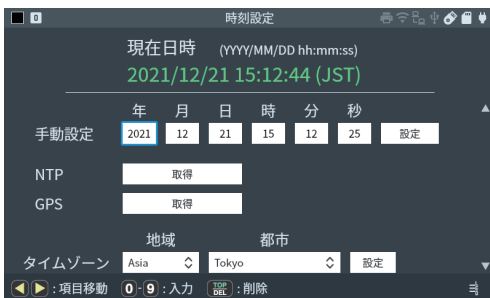 0 時刻設定
現在日時 (YYYY/MM/DD hh:mm:ss)
2021/12/21 15:12:44 (JST)
年 月 日 時 分 秒
手動設定 2021 12 21 15 12 25 設定
NTP 取得
GPS 取得
地域 都市
タイムゾーン Asia Tokyo 設定
:項目移動 0-9:入力 TOP DEL:削除